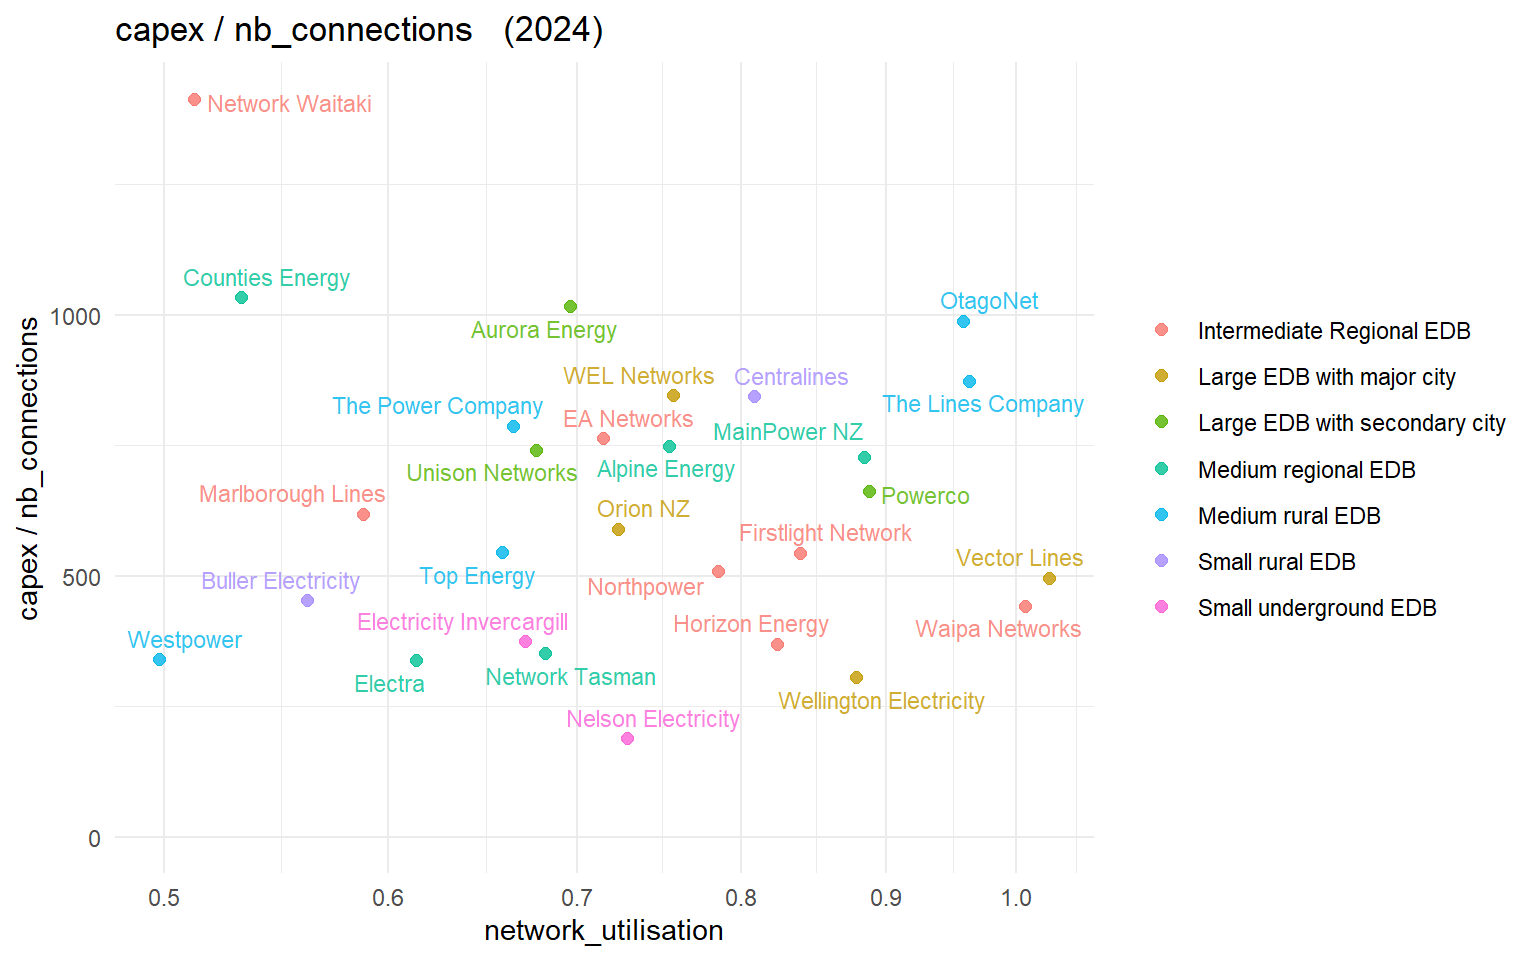 capex / nb_connections   (2024)
Network Waitaki
Counties Energy
OtagoNet
1000
Aurora Energy
WEL Networks
Centralines
The Power Company
The Lines Company
EA Networks
MainPower NZ
Unison Networks
Alpine Energy
Marlborough Lines
Powerco
Orion NZ
Firstlight Network
Vector Lines
500
Buller Electricity
Top Energy
Northpower
Electricity Invercargill
Horizon Energy
Waipa Networks
Westpower
Electra
Network Tasman
Wellington Electricity
Nelson Electricity
0
0.5 0.6 0.7 0.8 0.9 1.0
network_utilisation
capex / nb_connections
Intermediate Regional EDB
Large EDB with major city
Large EDB with secondary city
Medium regional EDB
Medium rural EDB
Small rural EDB
Small underground EDB